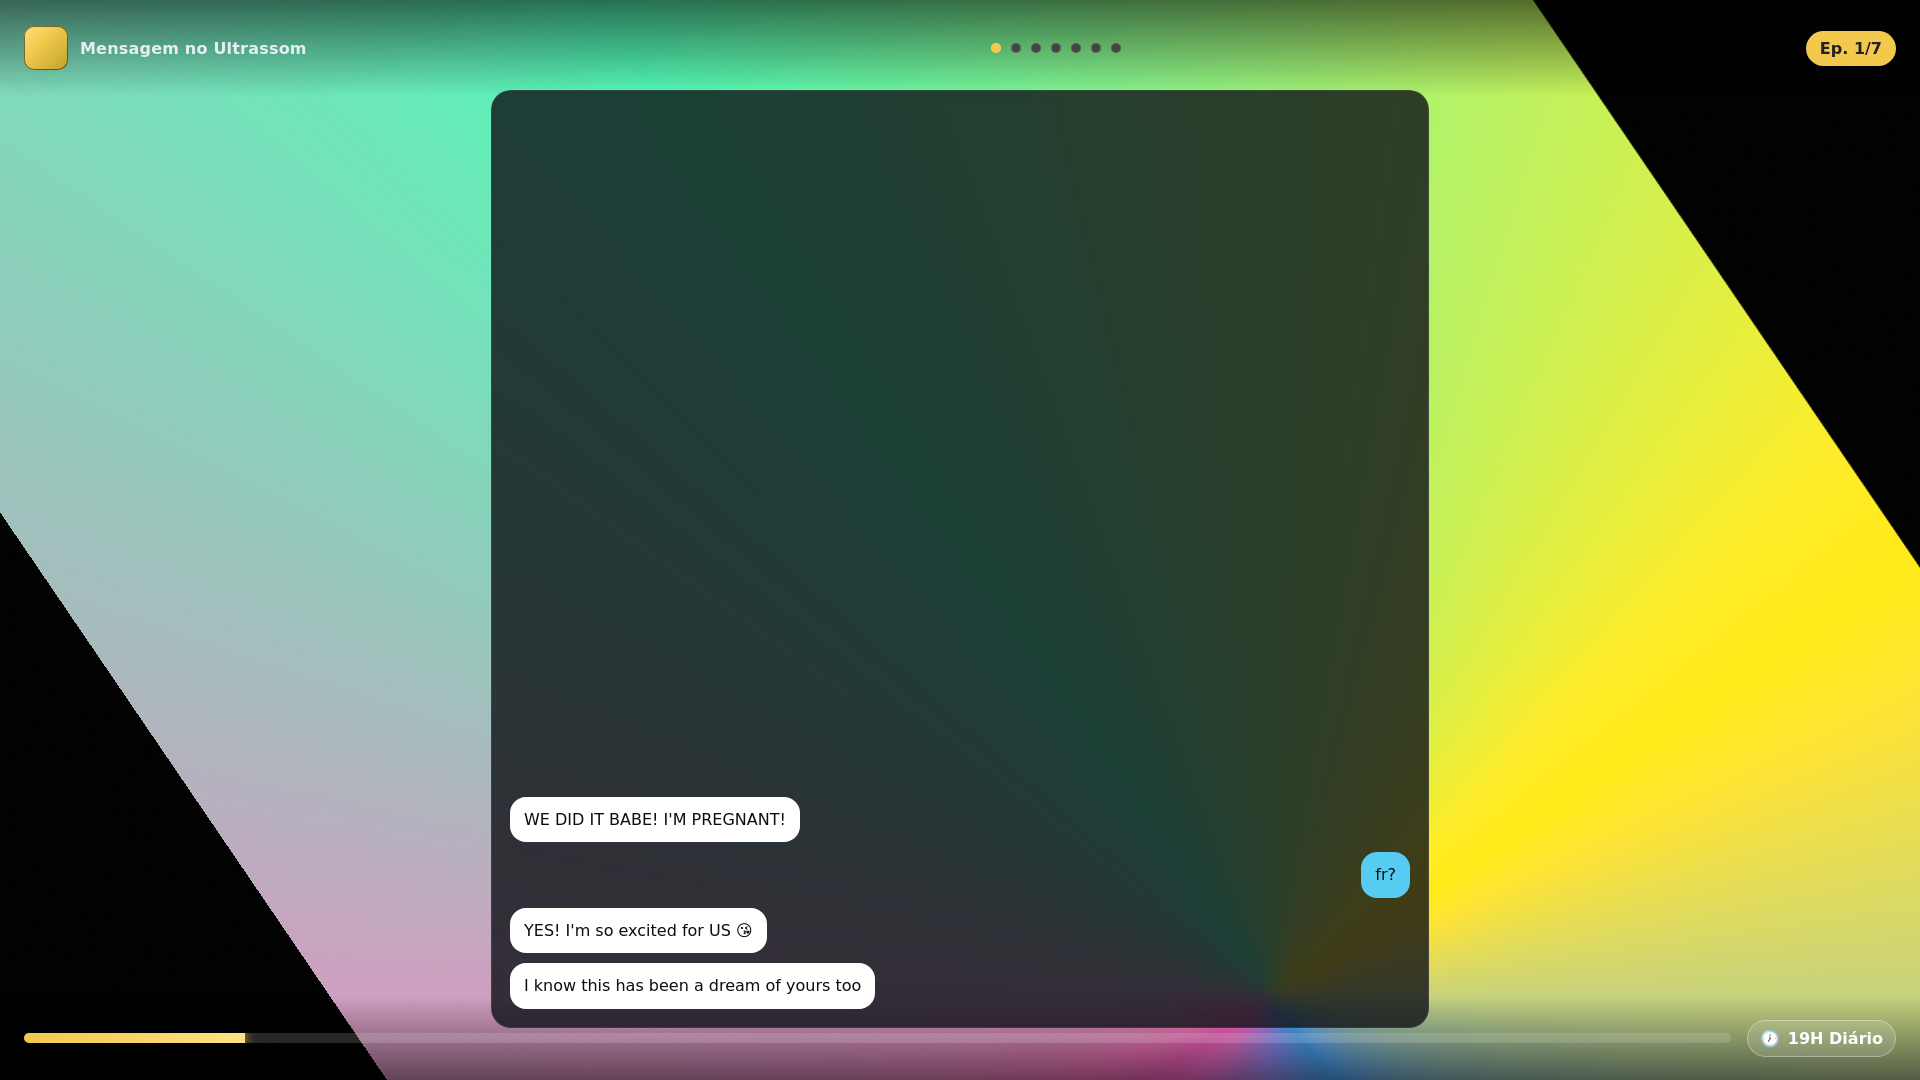 Mensagem no Ultrassom
Ep. 1/7
WE DID IT BABE! I'M PREGNANT!
fr?
YES! I'm so excited for US 😘
I know this has been a dream of yours too
19H Diário